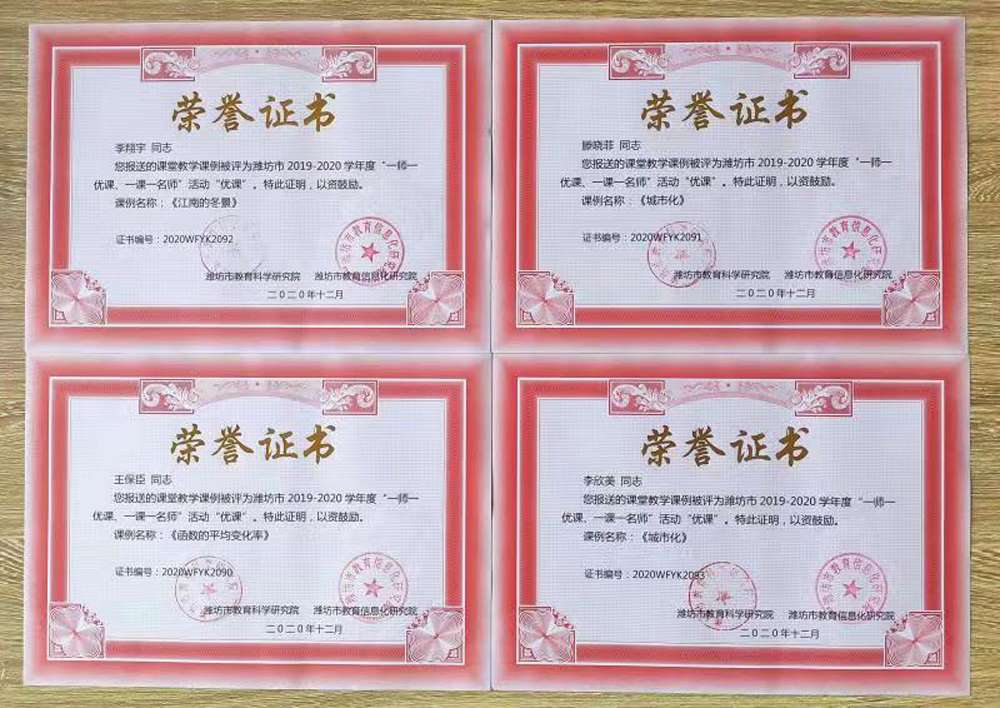 荣誉证书
李翔宇 同志
您报送的课堂教学课例被评为潍坊市 2019-2020 学年度“一师一
优课、一课一名师”活动“优课”。特此证明，以资鼓励。
课例名称：《江南的冬景》
证书编号：2020WFYK2092
潍坊市教育科学研究院 潍坊市教育信息化研究院
二〇二〇年十二月
荣誉证书
滕晓菲 同志
您报送的课堂教学课例被评为潍坊市 2019-2020 学年度“一师一
优课、一课一名师”活动“优课”。特此证明，以资鼓励。
课例名称：《城市化》
证书编号：2020WFYK2091
潍坊市教育科学研究院 潍坊市教育信息化研究院
二〇二〇年十二月
荣誉证书
王保臣 同志
您报送的课堂教学课例被评为潍坊市 2019-2020 学年度“一师一
优课、一课一名师”活动“优课”。特此证明，以资鼓励。
课例名称：《函数的平均变化率》
证书编号：2020WFYK2090
潍坊市教育科学研究院 潍坊市教育信息化研究院
二〇二〇年十二月
荣誉证书
李欣美 同志
您报送的课堂教学课例被评为潍坊市 2019-2020 学年度“一师一
优课、一课一名师”活动“优课”。特此证明，以资鼓励。
课例名称：《城市化》
证书编号：2020WFYK2093
潍坊市教育科学研究院 潍坊市教育信息化研究院
二〇二〇年十二月